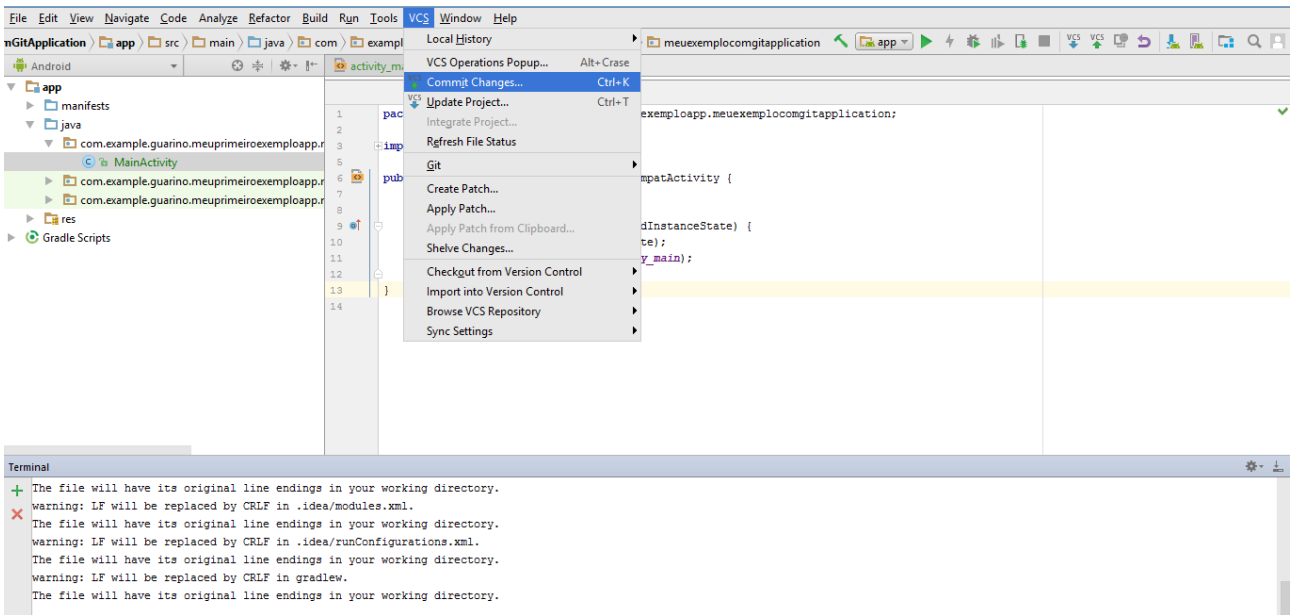 File Edit View Navigate Code Analyze Refactor Build Run Tools VCS Window Help
nGitApplication app src main java com exampl meuexemplocomgitapplication app VCS VCS
Android
activity_ma
app
manifests
java
com.example.guarino.meuprimeiroexemploapp.r
MainActivity
com.example.guarino.meuprimeiroexemploapp.r
com.example.guarino.meuprimeiroexemploapp.r
res
Gradle Scripts
Local History
VCS Operations Popup... Alt+Crase
VCS Commit Changes... Ctrl+K
VCS Update Project... Ctrl+T
Integrate Project...
Refresh File Status
Git
Create Patch...
Apply Patch...
Apply Patch from Clipboard...
Shelve Changes...
Checkout from Version Control
Import into Version Control
Browse VCS Repository
Sync Settings
1 pac exemploapp.meuexemplocomgitapplication;
2
3 imp
5
6 pub mpatActivity {
7
8
9 dInstanceState) {
10 te);
11 y_main);
12
13 }
14
Terminal
The file will have its original line endings in your working directory.
warning: LF will be replaced by CRLF in .idea/modules.xml.
The file will have its original line endings in your working directory.
warning: LF will be replaced by CRLF in .idea/runConfigurations.xml.
The file will have its original line endings in your working directory.
warning: LF will be replaced by CRLF in gradlew.
The file will have its original line endings in your working directory.